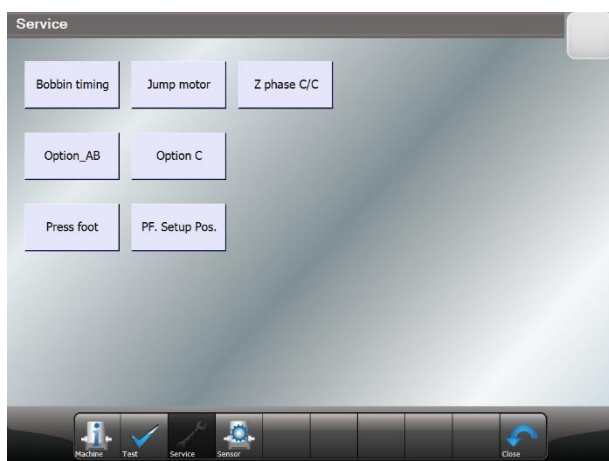 Service
Bobbin timing
Jump motor
Z phase C/C
Option_AB
Option C
Press foot
PF. Setup Pos.
Machine
Test
Service
Sensor
Close